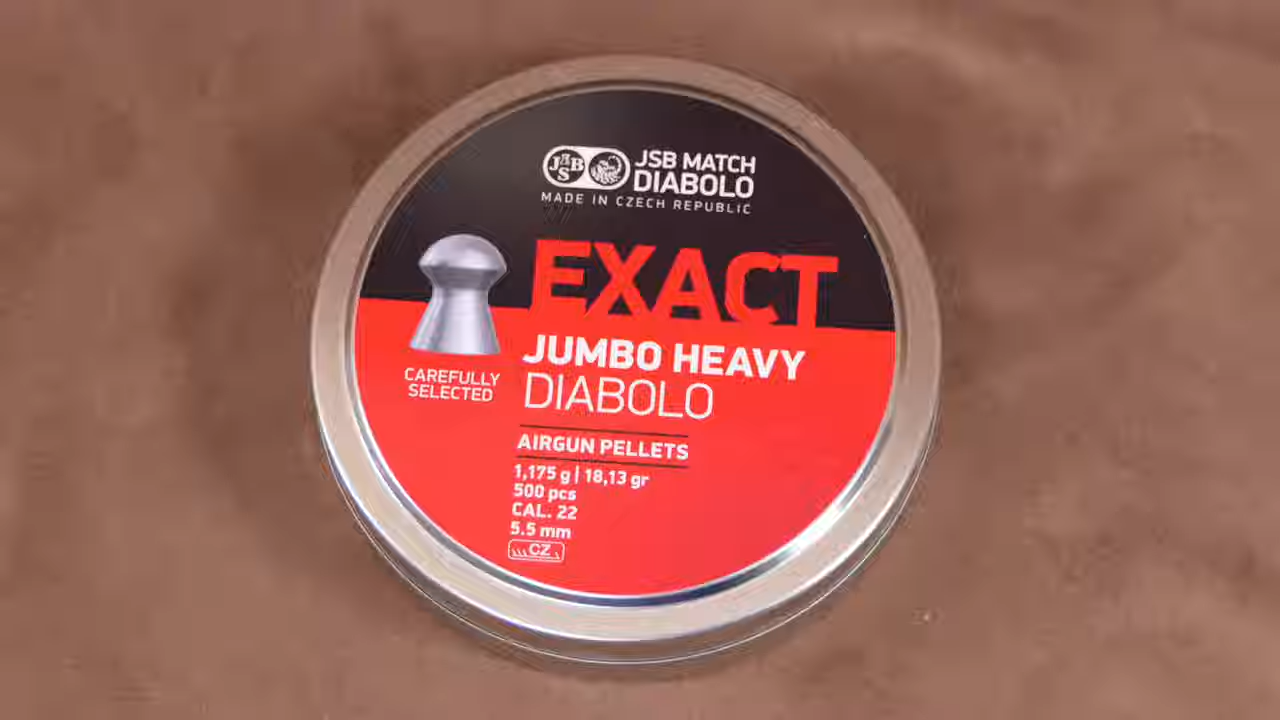 JSB
JSB MATCH
DIABOLO
MADE IN CZECH REPUBLIC
EXACT
JUMBO HEAVY
DIABOLO
CAREFULLY
SELECTED
AIRGUN PELLETS
1,175 g | 18,13 gr
500 pcs
CAL. 22
5.5 mm
CZ